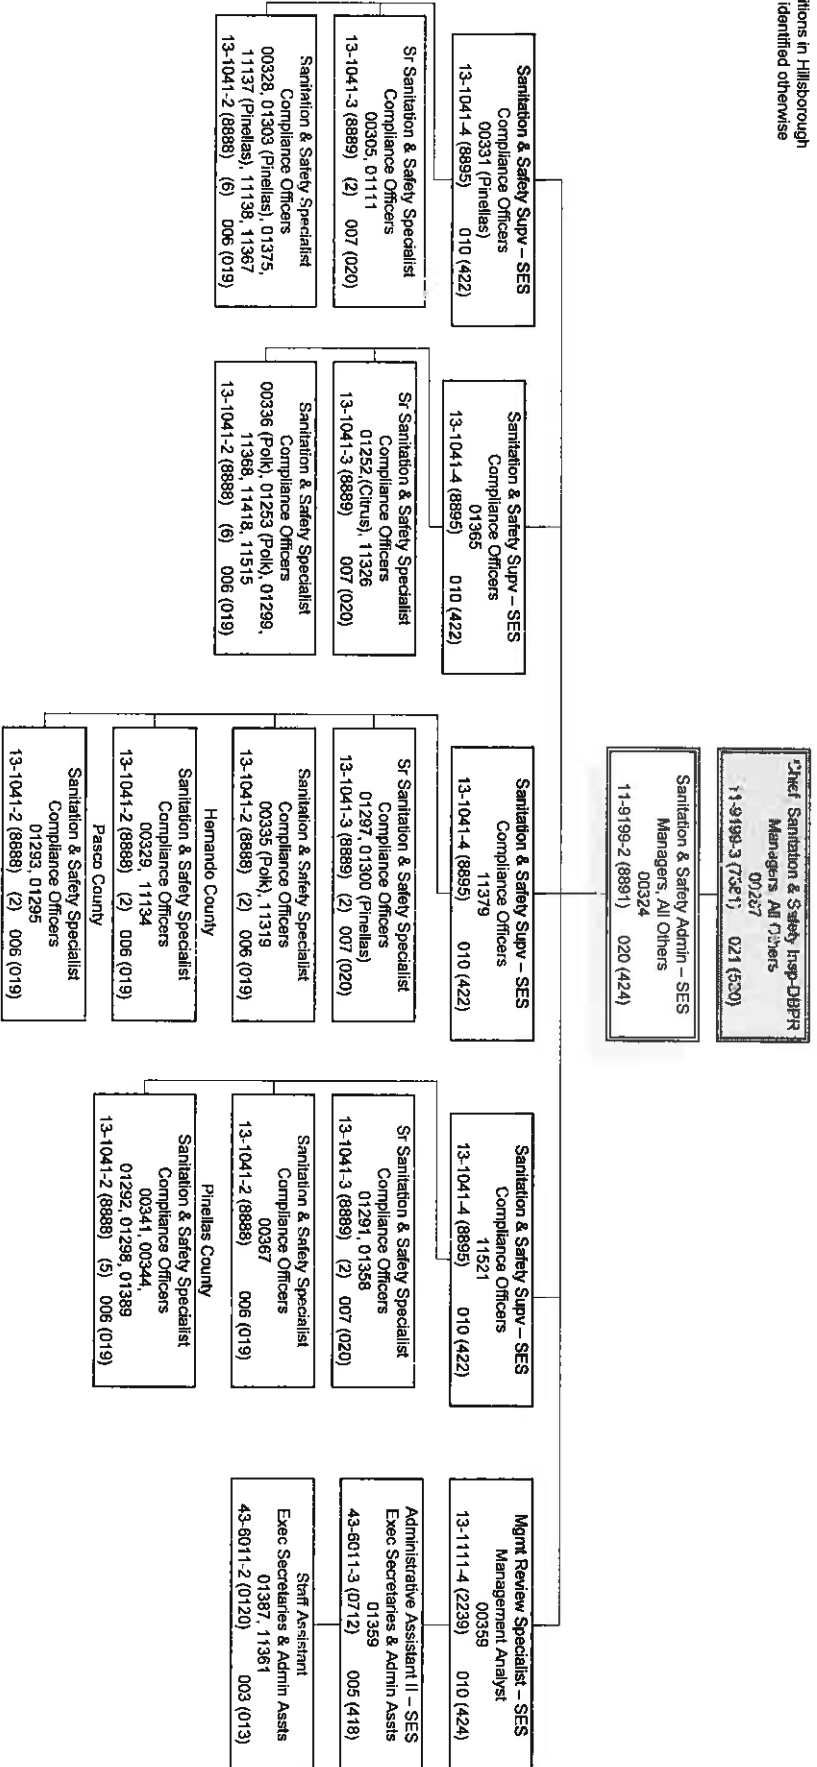 itions in Hillsborough
identified otherwise
Chief, Sanitation & Safety Insp-DBPR
Managers, All Others
11-9199-3 021 (530)
Sanitation & Safety Admin – SES
Managers, All Others
00324
11-9199-2 (8891) 020 (424)
Sanitation & Safety Supv – SES
Compliance Officers
00331 (Pinellas)
13-1041-4 (8895) 010 (422)
Sr Sanitation & Safety Specialist
Compliance Officers
00305, 01111
13-1041-3 (8889) (2) 007 (020)
Sanitation & Safety Specialist
Compliance Officers
00328, 01303 (Pinellas), 01375,
11137 (Pinellas), 11138, 11367
13-1041-2 (8888) (6) 006 (019)
Sanitation & Safety Supv – SES
Compliance Officers
01365
13-1041-4 (8895) 010 (422)
Sr Sanitation & Safety Specialist
Compliance Officers
01252,(Citrus), 11326
13-1041-3 (8889) 007 (020)
Sanitation & Safety Specialist
Compliance Officers
00336 (Polk), 01253 (Polk), 01299,
11368, 11418, 11515
13-1041-2 (8888) (6) 006 (019)
Sanitation & Safety Supv – SES
Compliance Officers
11379
13-1041-4 (8895) 010 (422)
Sr Sanitation & Safety Specialist
Compliance Officers
01297, 01300 (Pinellas)
13-1041-3 (8889) (2) 007 (020)
Sanitation & Safety Specialist
Compliance Officers
00335 (Polk), 11319
13-1041-2 (8888) (2) 006 (019)
Hernando County
Sanitation & Safety Specialist
Compliance Officers
00329, 11134
13-1041-2 (8888) (2) 006 (019)
Pasco County
Sanitation & Safety Specialist
Compliance Officers
01293, 01295
13-1041-2 (8888) (2) 006 (019)
Sanitation & Safety Supv – SES
Compliance Officers
11521
13-1041-4 (8895) 010 (422)
Sr Sanitation & Safety Specialist
Compliance Officers
01291, 01358
13-1041-3 (8889) (2) 007 (020)
Sanitation & Safety Specialist
Compliance Officers
00367
13-1041-2 (8888) 006 (019)
Pinellas County
Sanitation & Safety Specialist
Compliance Officers
00341, 00344,
01292, 01298, 01389
13-1041-2 (8888) (5) 006 (019)
Mgmt Review Specialist – SES
Management Analyst
00359
13-1111-4 (2239) 010 (424)
Administrative Assistant II – SES
Exec Secretaries & Admin Assts
01359
43-6011-3 (0712) 005 (418)
Staff Assistant
Exec Secretaries & Admin Assts
01387, 11361
43-6011-2 (0120) 003 (013)